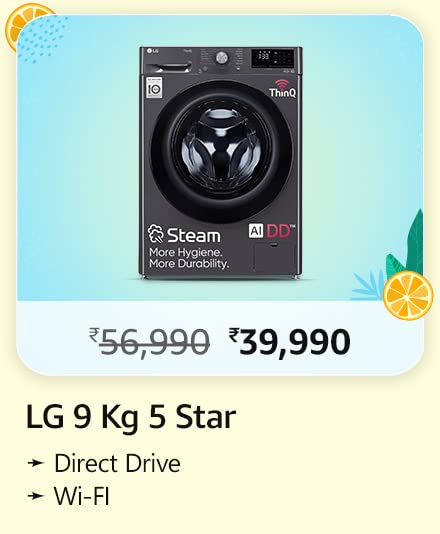 LG
ThinQ
Steam
AI DD™
More Hygiene.
More Durability.
₹56,990 ₹39,990
LG 9 Kg 5 Star
➛ Direct Drive
➛ Wi-FI